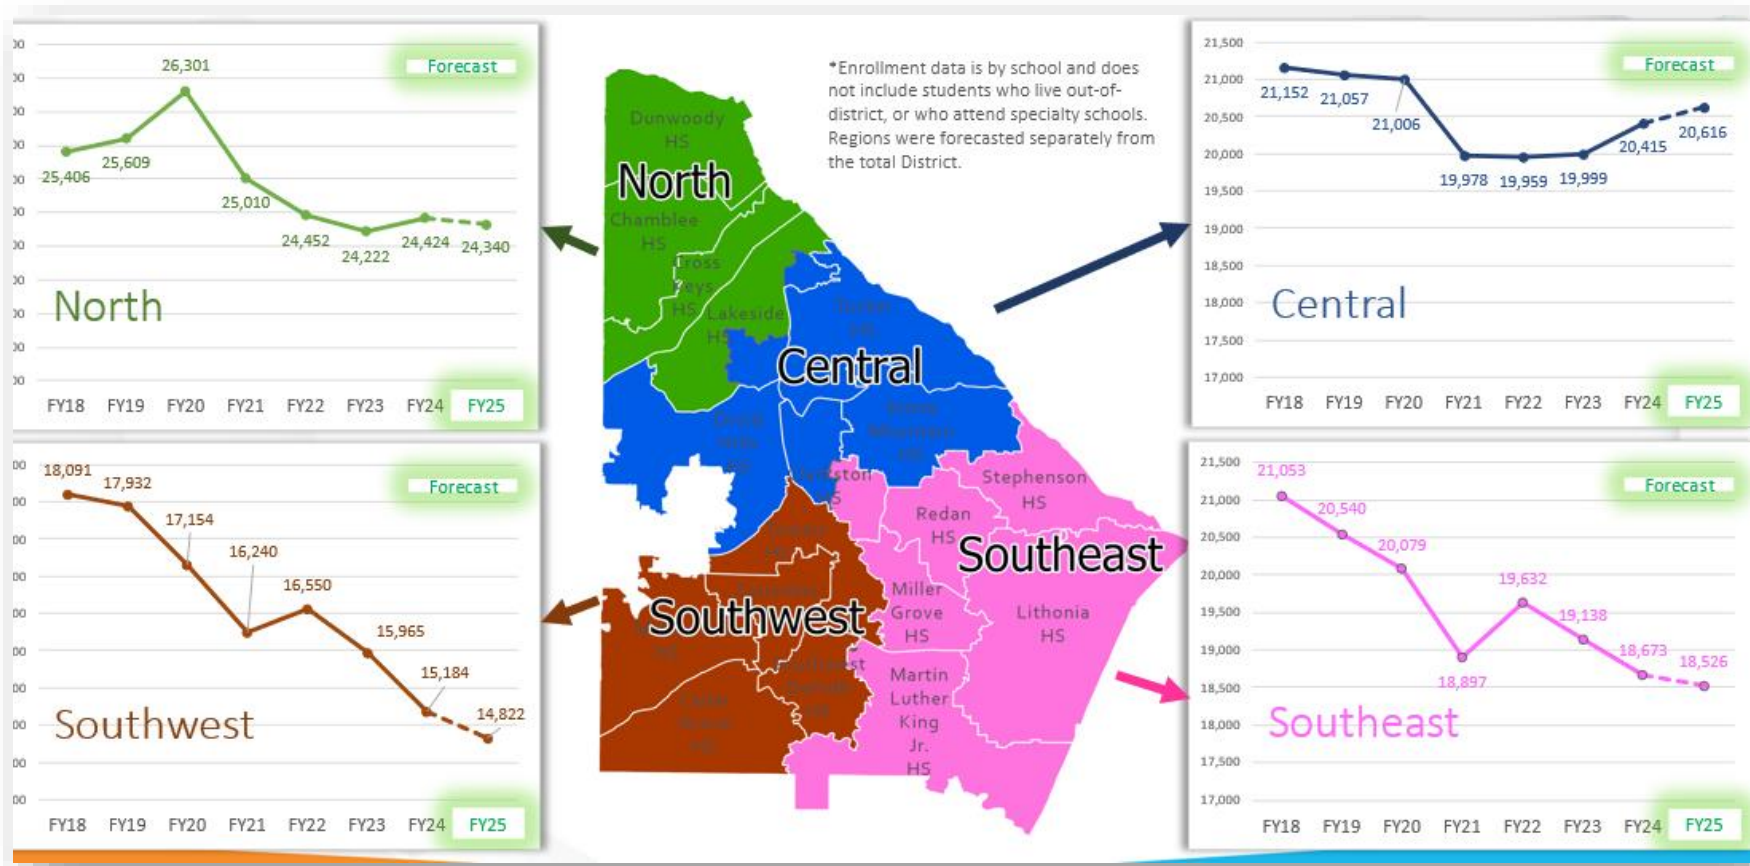 26,301
Forecast
25,406
25,609
25,010
24,452
24,222
24,424
24,340
North
FY18 FY19 FY20 FY21 FY22 FY23 FY24 FY25
18,091
17,932
17,154
16,240
16,550
15,965
15,184
14,822
Forecast
Southwest
FY18 FY19 FY20 FY21 FY22 FY23 FY24 FY25
*Enrollment data is by school and does
not include students who live out-of-
district, or who attend specialty schools.
Regions were forecasted separately from
the total District.
Dunwoody
HS
North
Chamblee
HS
Cross
Keys
HS
Lakeside
HS
Central
Stephenson
HS
Redan
HS
Southeast
Miller
Grove
HS
Lithonia
HS
Southwest
Martin
Luther
King
Jr.
HS
21,500
21,000
20,500
20,000
19,500
19,000
18,500
18,000
17,500
17,000
Forecast
21,152
21,057
21,006
19,978
19,959
19,999
20,415
20,616
Central
FY18 FY19 FY20 FY21 FY22 FY23 FY24 FY25
21,500
21,000
20,500
20,000
19,500
19,000
18,500
18,000
17,500
17,000
Forecast
21,053
20,540
20,079
18,897
19,632
19,138
18,673
18,526
Southeast
FY18 FY19 FY20 FY21 FY22 FY23 FY24 FY25